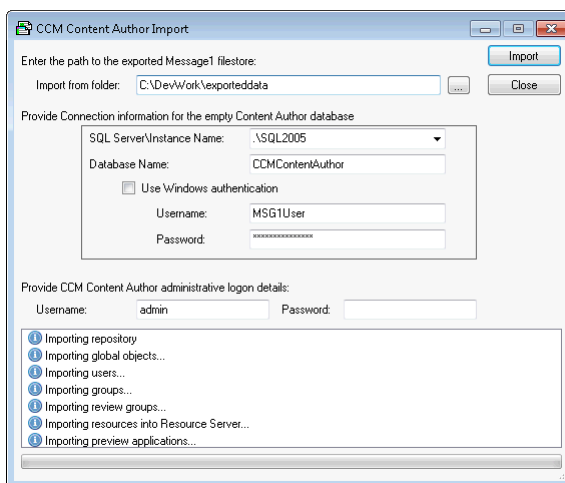 CCM Content Author Import
Enter the path to the exported Message1 filestore:
Import
Import from folder: C:\DevWork\exporteddata ... Close
Provide Connection information for the empty Content Author database
SQL Server\Instance Name: .\SQL2005
Database Name: CCMContentAuthor
Use Windows authentication
Username: MSG1User
Password: **************
Provide CCM Content Author administrative logon details:
Username: admin Password:
Importing repository
Importing global objects...
Importing users...
Importing groups...
Importing review groups...
Importing resources into Resource Server...
Importing preview applications...